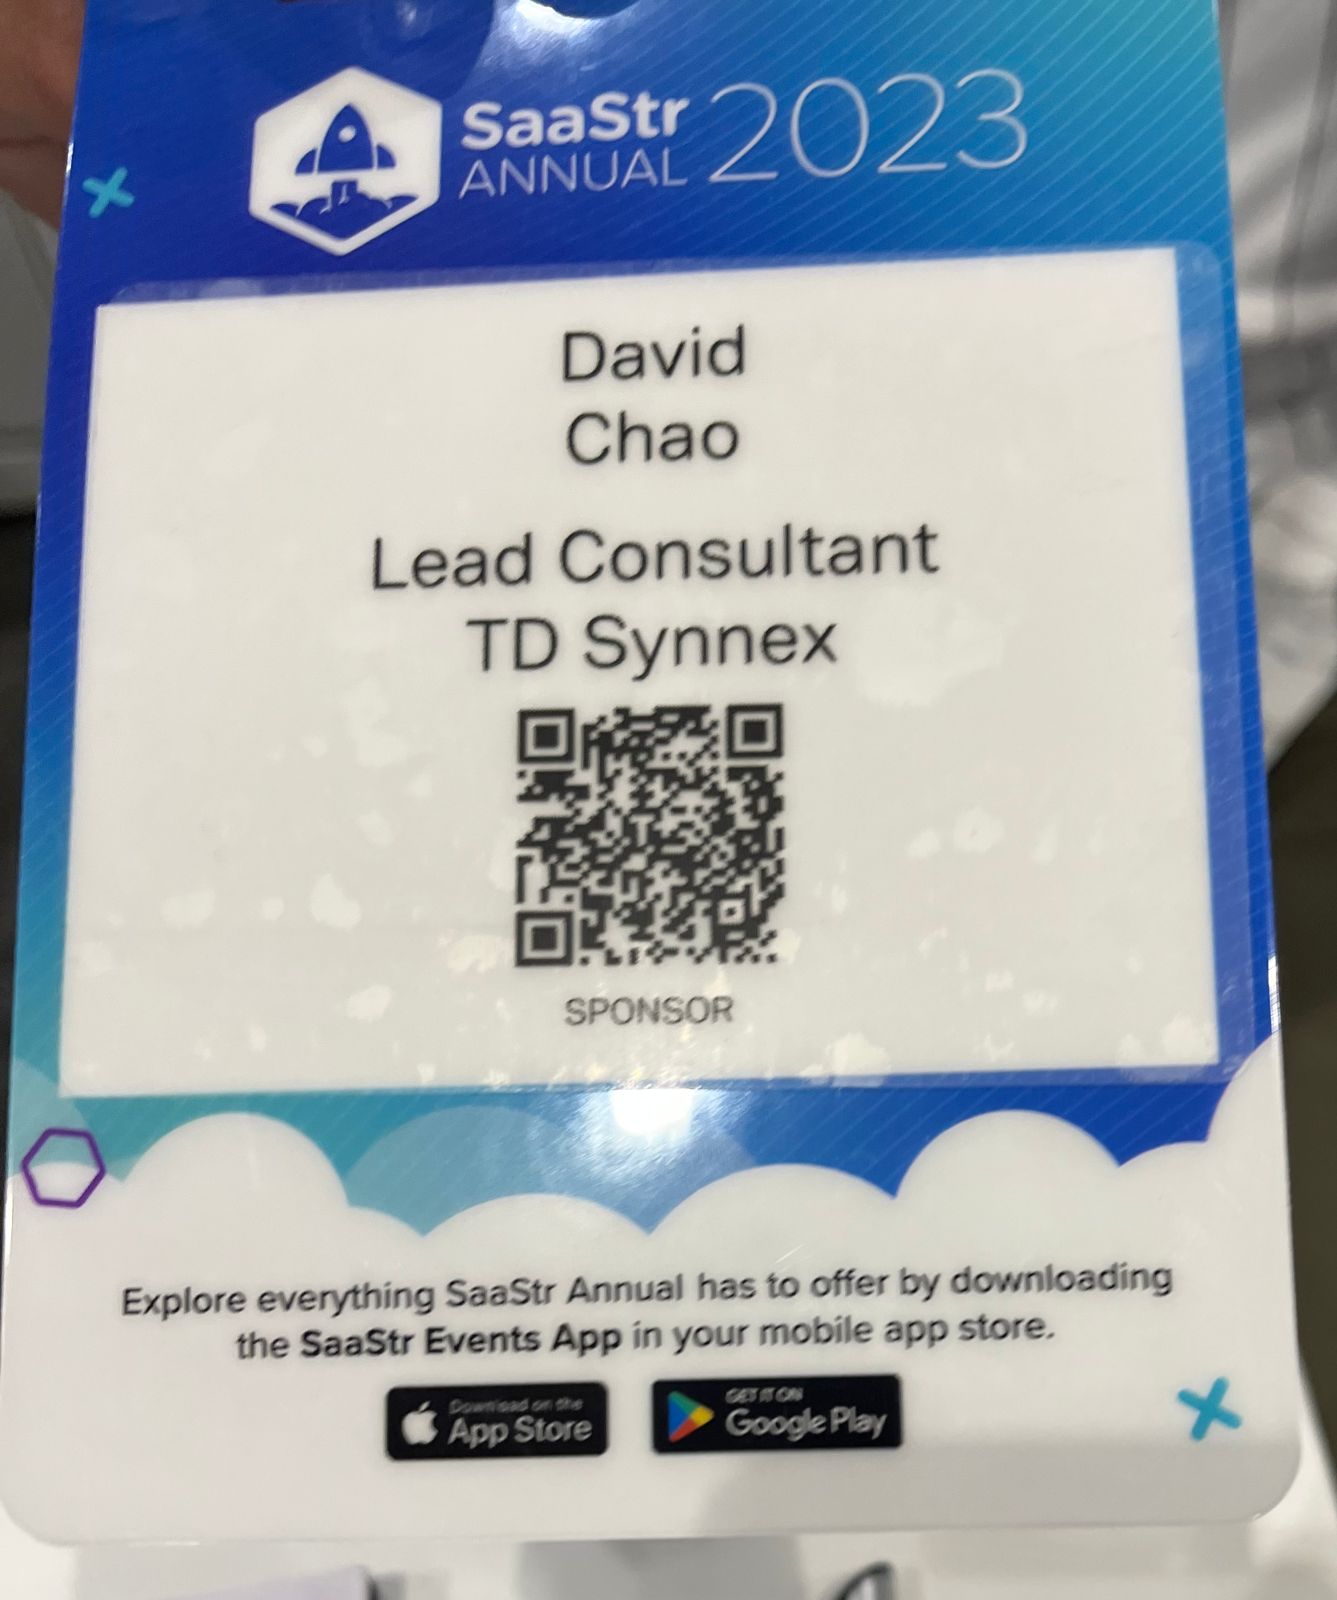 SaaStr
ANNUAL 2023
David
Chao
Lead Consultant
TD Synnex
SPONSOR
Explore everything SaaStr Annual has to offer by downloading
the SaaStr Events App in your mobile app store.
Download on the
App Store
GET IT ON
Google Play